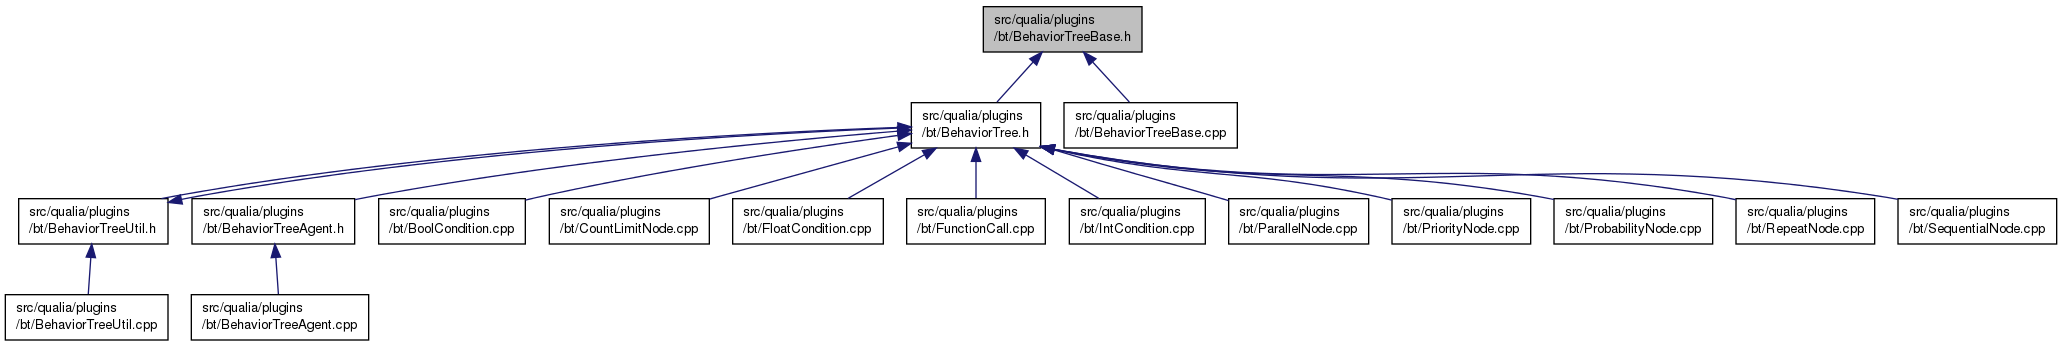 src/qualia/plugins
/bt/BehaviorTreeBase.h
src/qualia/plugins
/bt/BehaviorTree.h
src/qualia/plugins
/bt/BehaviorTreeBase.cpp
src/qualia/plugins
/bt/BehaviorTreeUtil.h
src/qualia/plugins
/bt/BehaviorTreeAgent.h
src/qualia/plugins
/bt/BoolCondition.cpp
src/qualia/plugins
/bt/CountLimitNode.cpp
src/qualia/plugins
/bt/FloatCondition.cpp
src/qualia/plugins
/bt/FunctionCall.cpp
src/qualia/plugins
/bt/IntCondition.cpp
src/qualia/plugins
/bt/ParallelNode.cpp
src/qualia/plugins
/bt/PriorityNode.cpp
src/qualia/plugins
/bt/ProbabilityNode.cpp
src/qualia/plugins
/bt/RepeatNode.cpp
src/qualia/plugins
/bt/SequentialNode.cpp
src/qualia/plugins
/bt/BehaviorTreeUtil.cpp
src/qualia/plugins
/bt/BehaviorTreeAgent.cpp